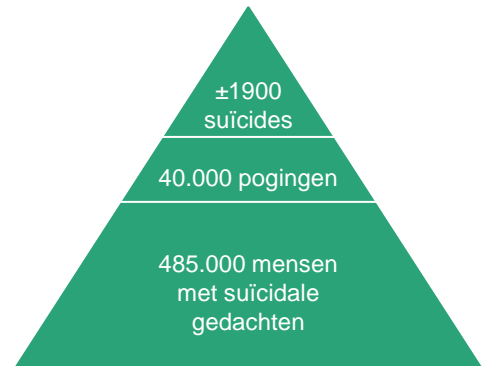 ±1900
suïcides
40.000 pogingen
485.000 mensen
met suïcidale
gedachten